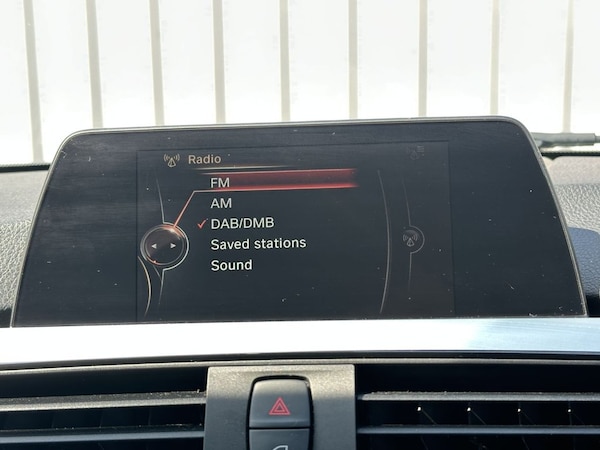 Radio
FM
AM
DAB/DMB
Saved stations
Sound